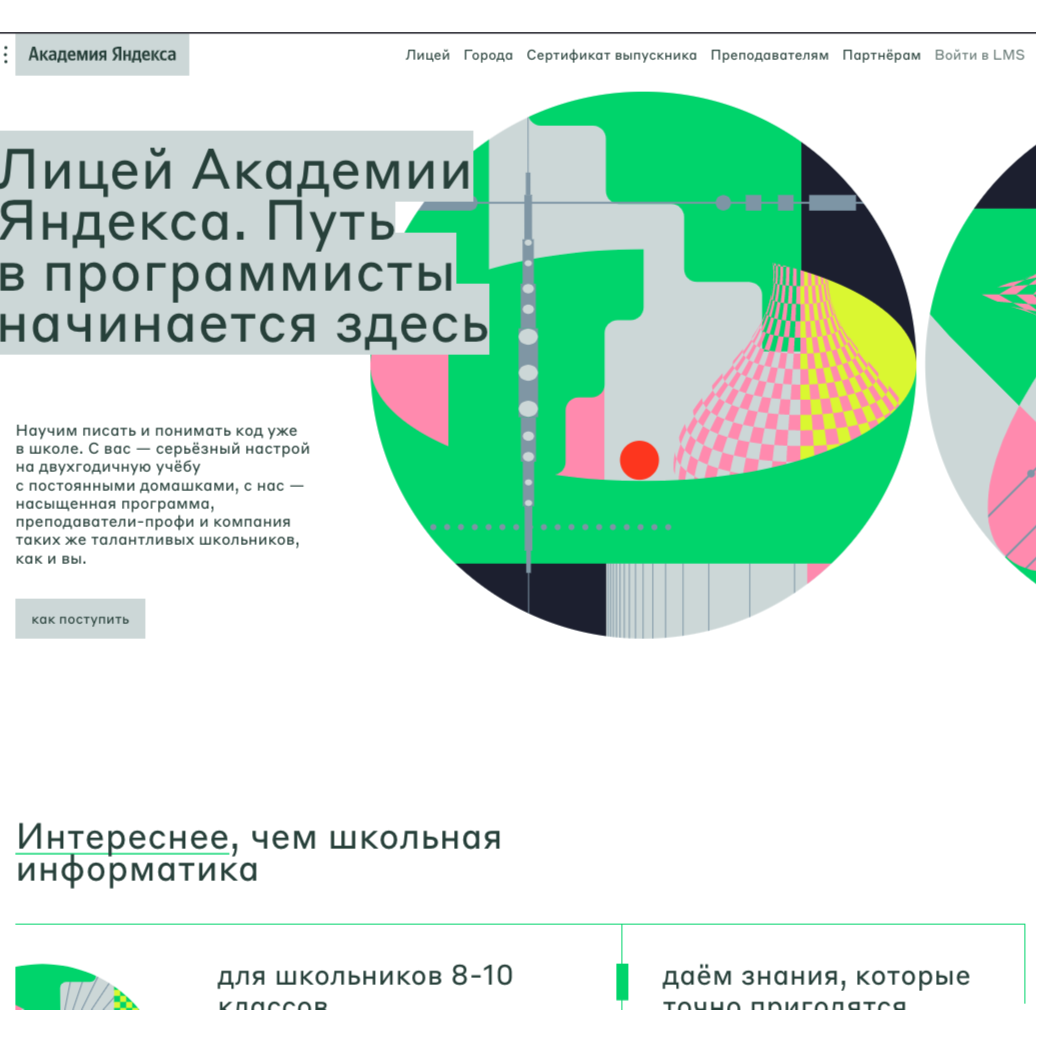 Академия Яндекса
Лицей Города Сертификат выпускника Преподавателям Партнёрам Войти в LMS
Лицей Академии
Яндекса. Путь
в программисты
начинается здесь
Научим писать и понимать код уже
в школе. С вас — серьёзный настрой
на двухгодичную учёбу
с постоянными домашками, с нас —
насыщенная программа,
преподаватели-профи и компания
таких же талантливых школьников,
как и вы.
как поступить
Интереснее, чем школьная
информатика
для школьников 8-10
классов
даём знания, которые
точно пригодятся